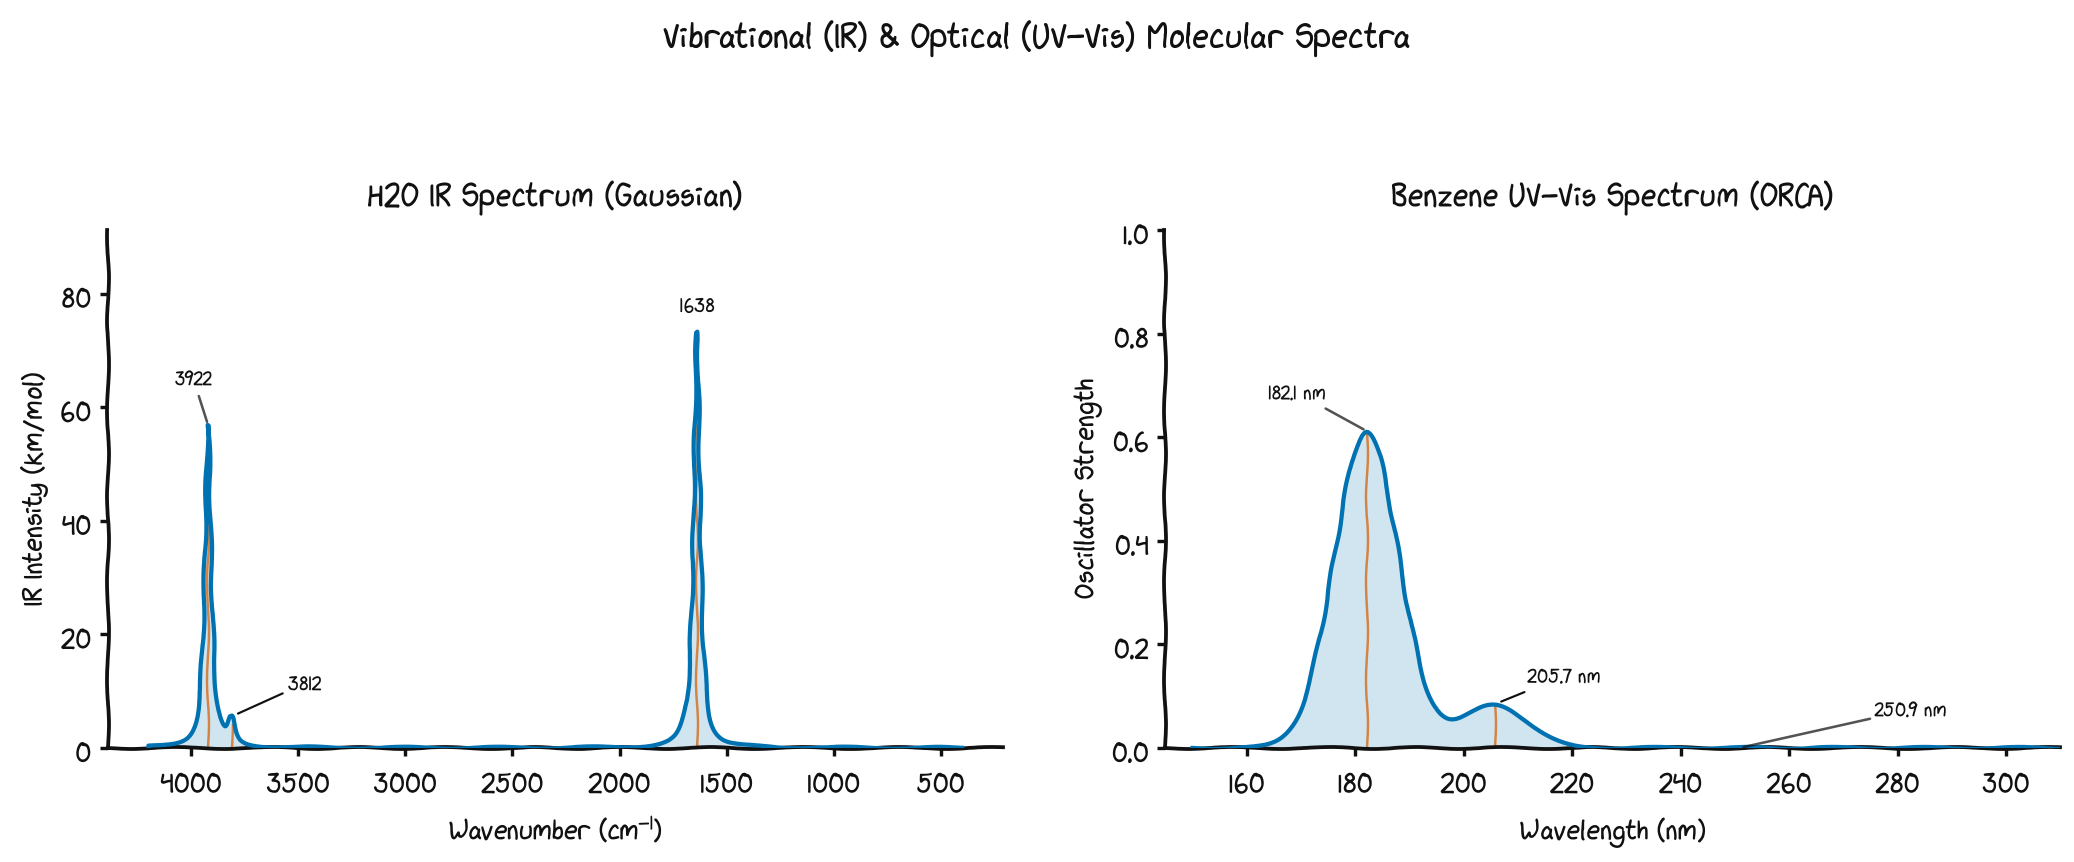 Vibrational (IR) & Optical (UV-Vis) Molecular Spectra
H2O IR Spectrum (Gaussian)
IR Intensity (km/mol)
80
60
40
20
0
3922
3812
1638
4000 3500 3000 2500 2000 1500 1000 500
Wavenumber (cm⁻¹)
Benzene UV-Vis Spectrum (ORCA)
Oscillator Strength
1.0
0.8
0.6
0.4
0.2
0.0
182.1 nm
205.7 nm
250.9 nm
160 180 200 220 240 260 280 300
Wavelength (nm)